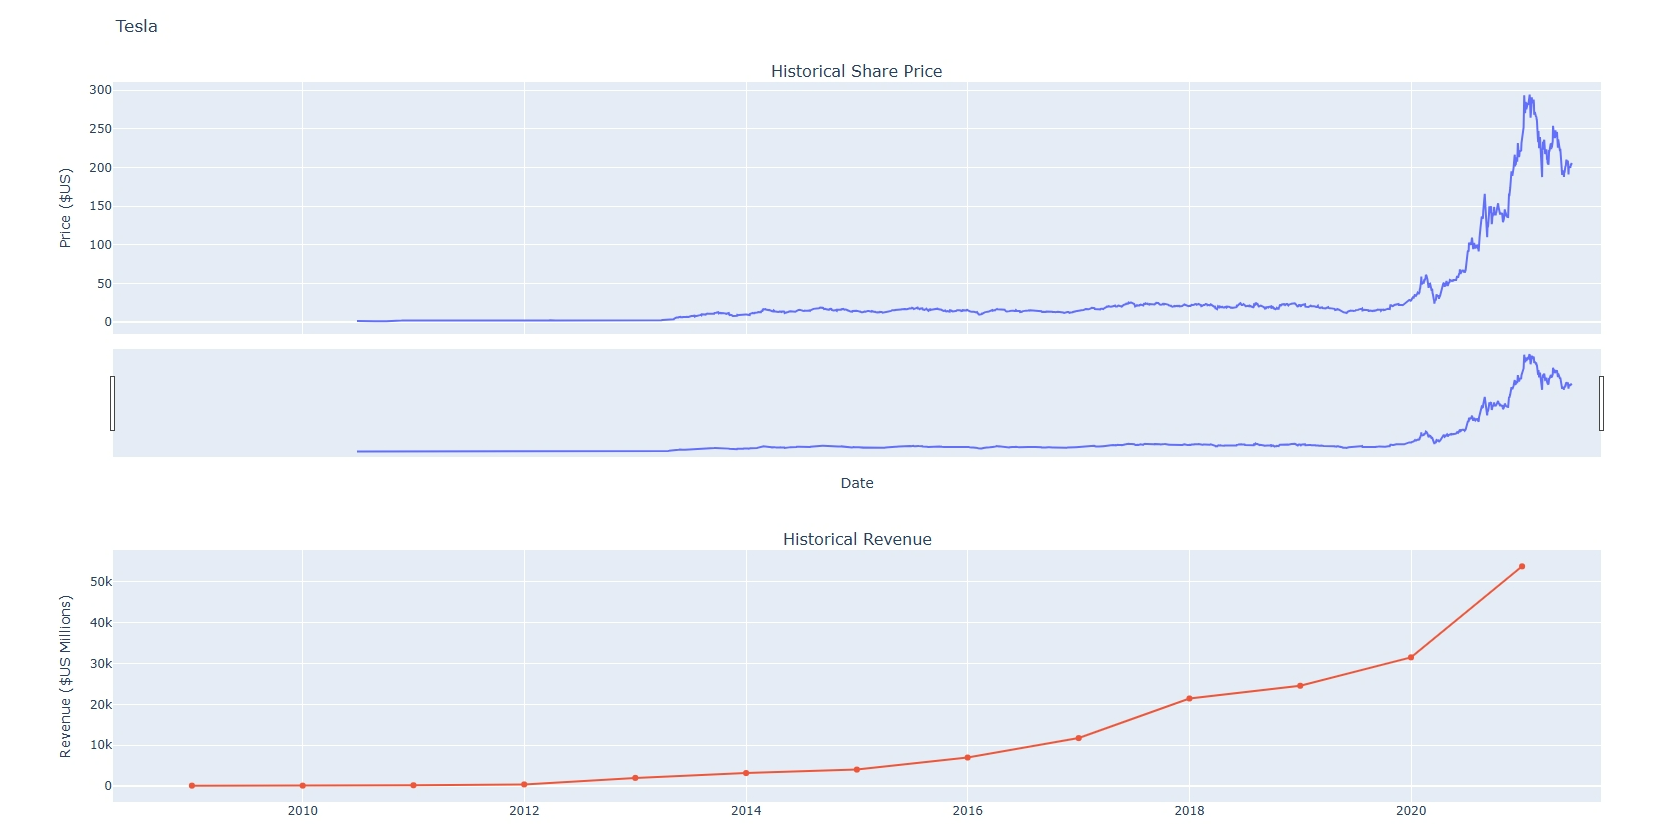 Tesla
Historical Share Price
300
250
200
150
100
50
0
Price ($US)
Date
Historical Revenue
50k
40k
30k
20k
10k
0
Revenue ($US Millions)
2010 2012 2014 2016 2018 2020